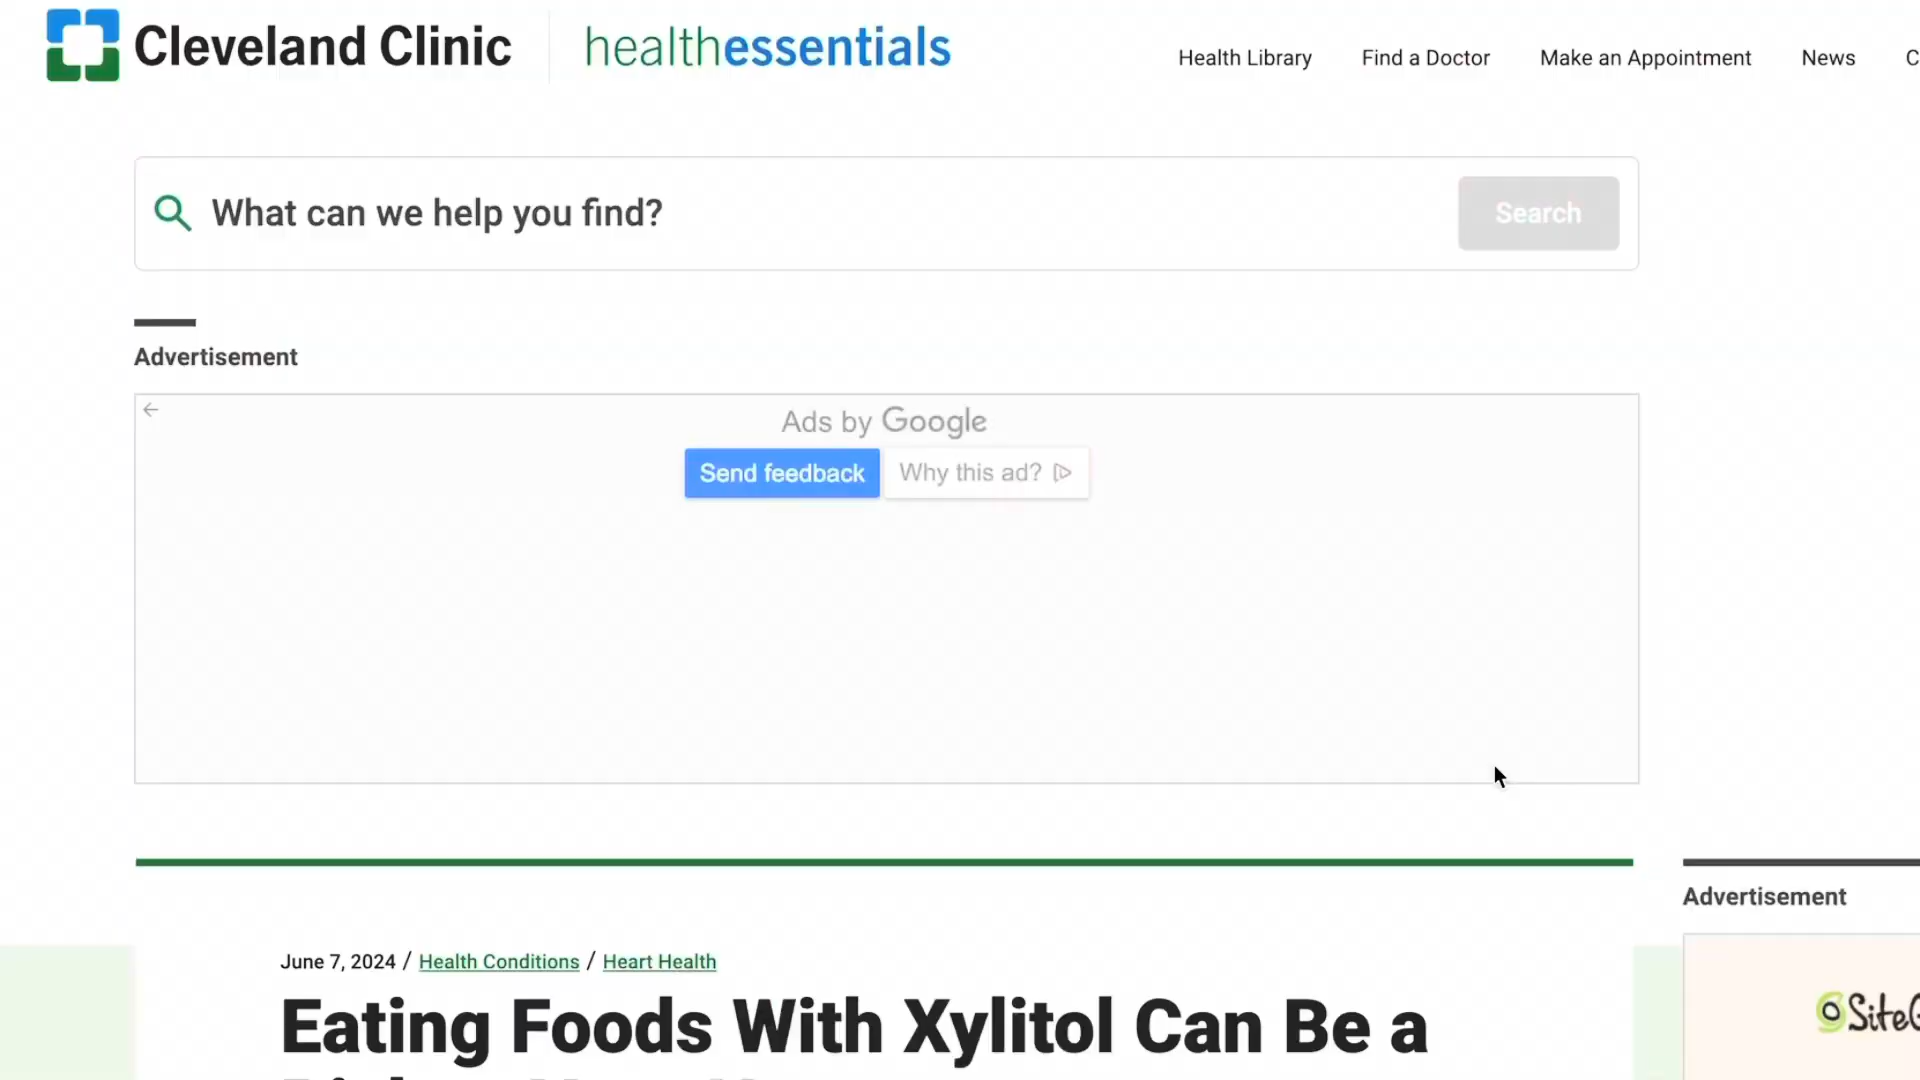 Cleveland Clinic healthessentials Health Library Find a Doctor Make an Appointment News C
What can we help you find? Search
Advertisement
Ads by Google
Send feedback Why this ad?
Advertisement
June 7, 2024 / Health Conditions / Heart Health
Eating Foods With Xylitol Can Be a
SiteG